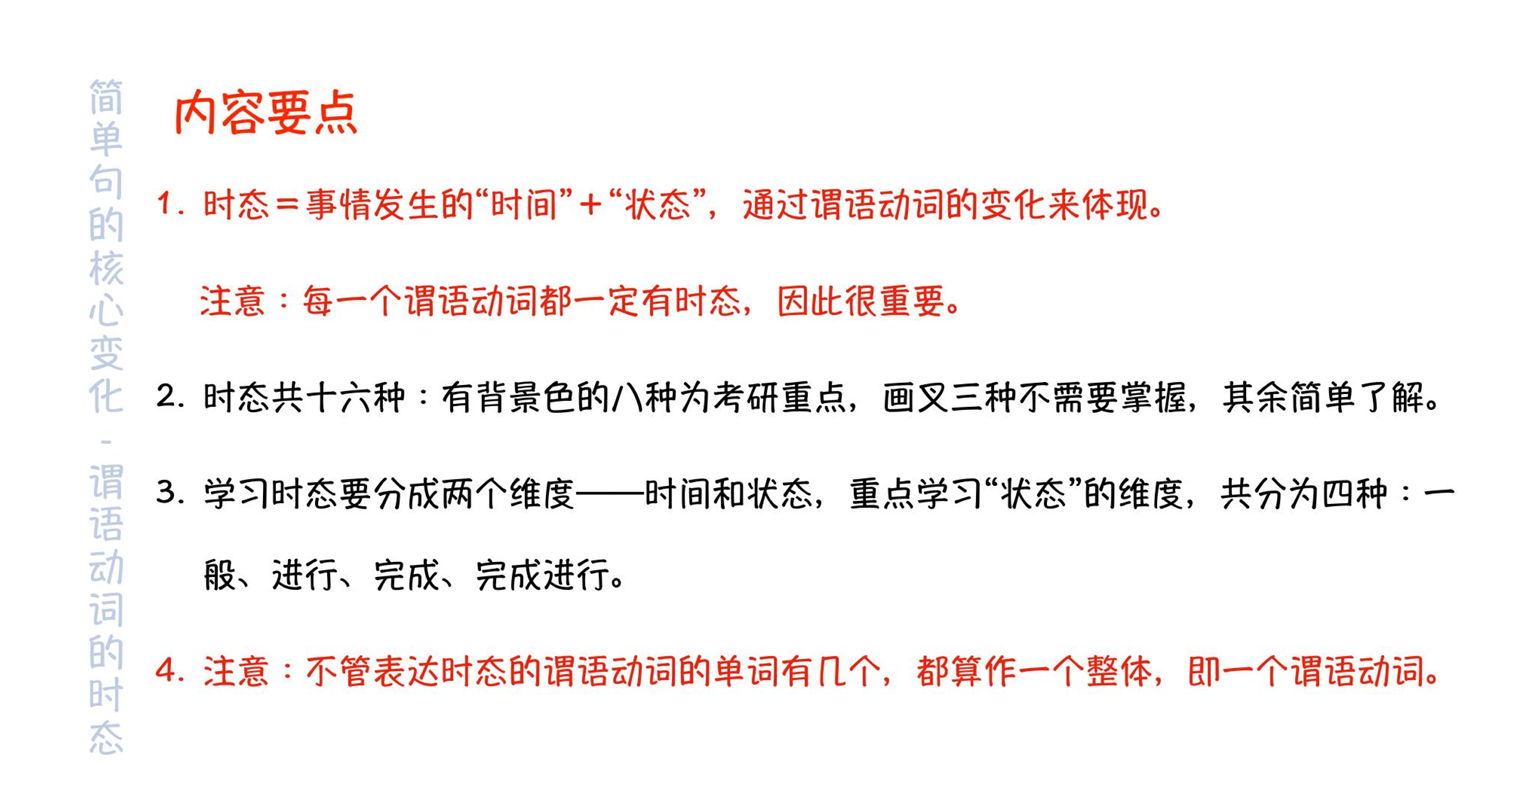 简单句的核心变化-谓语动词的时态
内容要点
1. 时态=事情发生的“时间”+“状态”，通过谓语动词的变化来体现。
注意：每一个谓语动词都一定有时态，因此很重要。
2. 时态共十六种：有背景色的八种为考研重点，画叉三种不需要掌握，其余简单了解。
3. 学习时态要分成两个维度——时间和状态，重点学习“状态”的维度，共分为四种：一
般、进行、完成、完成进行。
4. 注意：不管表达时态的谓语动词的单词有几个，都算作一个整体，即一个谓语动词。